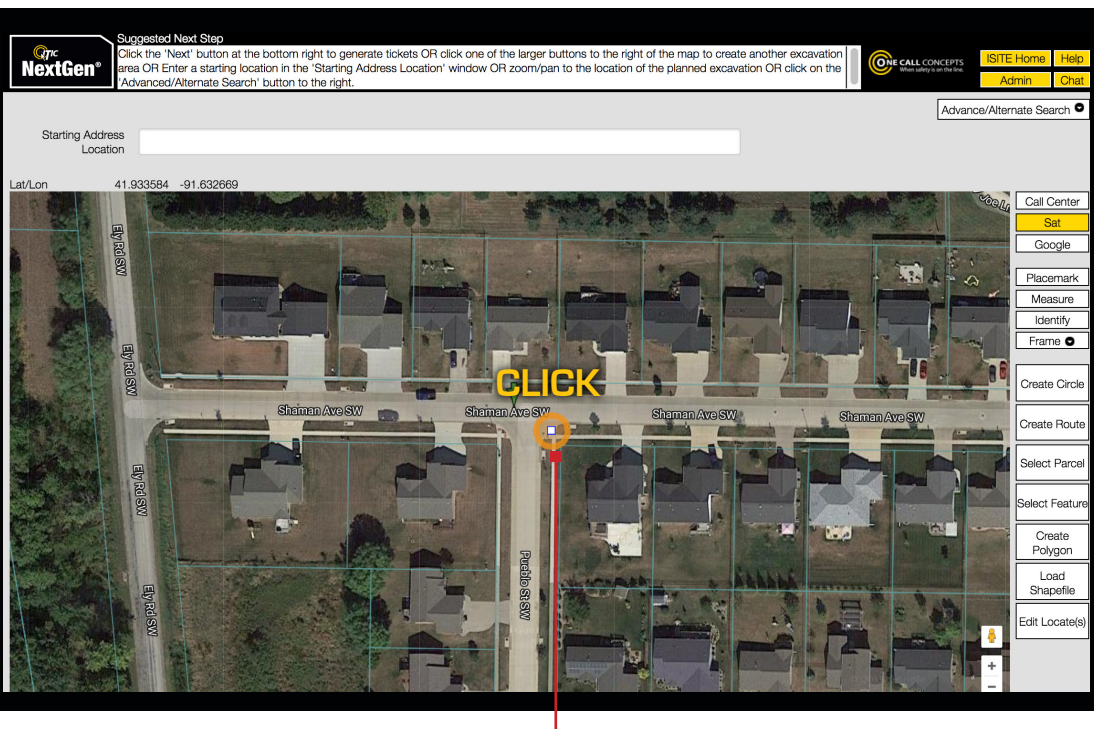 Suggested Next Step
ITIC
NextGen®
Click the 'Next' button at the bottom right to generate tickets OR click one of the larger buttons to the right of the map to create another excavation
area OR Enter a starting location in the 'Starting Address Location' window OR zoom/pan to the location of the planned excavation OR click on the
'Advanced/Alternate Search' button to the right.
ONE CALL CONCEPTS
When safety is on the line.
ISITE Home
Help
Admin
Chat
Advance/Alternate Search
Starting Address
Location
Lat/Lon 41.933584 -91.632669
Joe Ln
Call Center
Sat
Google
Placemark
Measure
Identify
Frame
Create Circle
Create Route
Select Parcel
Select Feature
Create
Polygon
Load
Shapefile
Edit Locate(s)
Ely Rd SW
Ely Rd SW
CLICK
Shaman Ave SW
Shaman Ave SW
Shaman Ave SW
Shaman Ave SW
Ely Rd SW
Pueblo St SW
Ely Rd SW
+
−